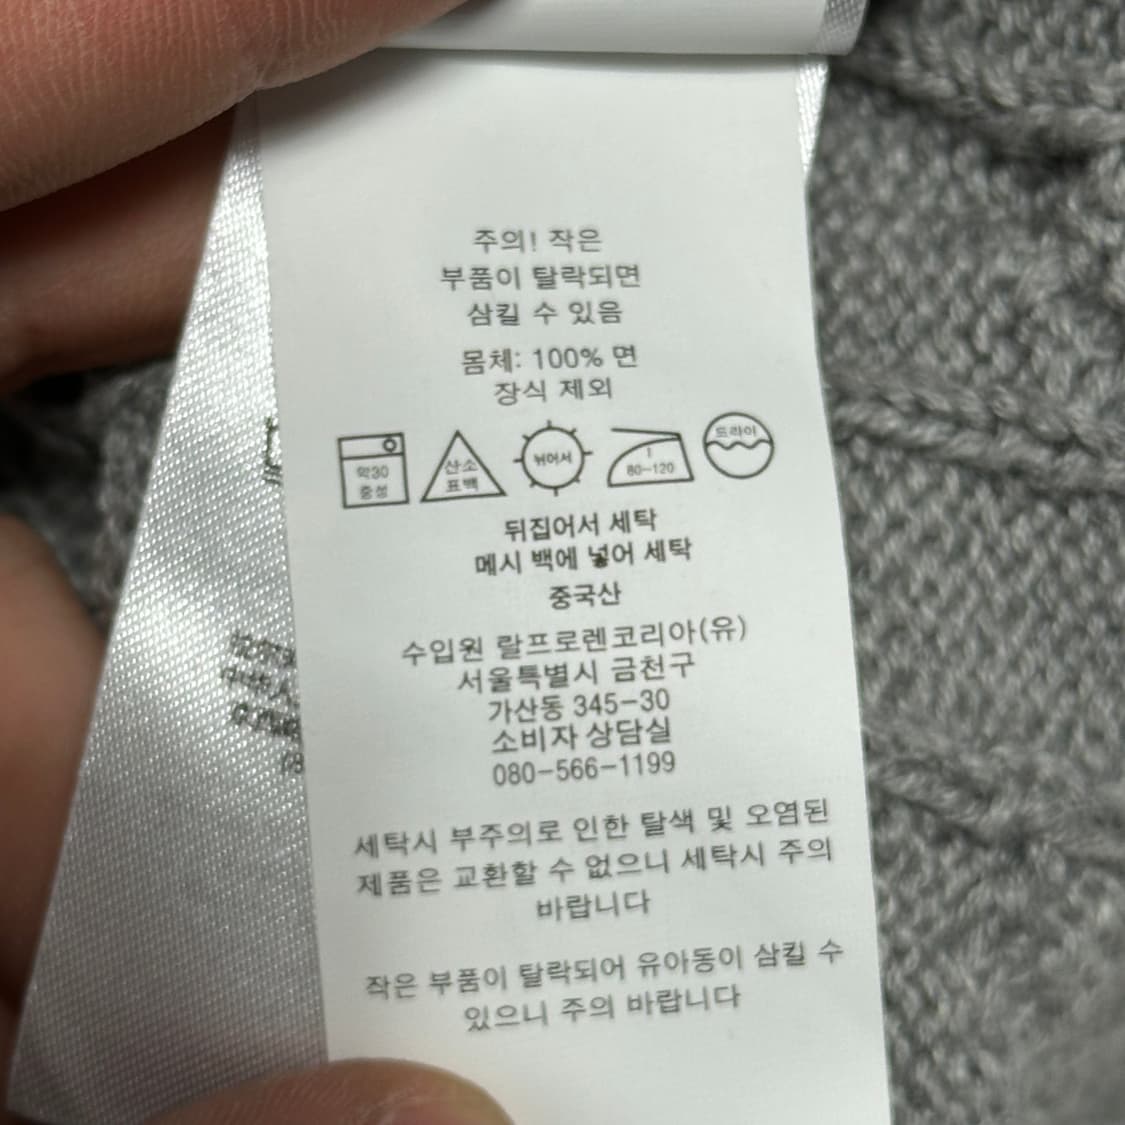 주의! 작은
부품이 탈락되면
삼킬 수 있음
몸체: 100% 면
장식 제외
약30
중성
산소
표백
뉘어서
1
80-120
드라이
뒤집어서 세탁
메시 백에 넣어 세탁
중국산
수입원 랄프로렌코리아(유)
서울특별시 금천구
가산동 345-30
소비자 상담실
080-566-1199
세탁시 부주의로 인한 탈색 및 오염된
제품은 교환할 수 없으니 세탁시 주의
바랍니다
작은 부품이 탈락되어 유아동이 삼킬 수
있으니 주의 바랍니다